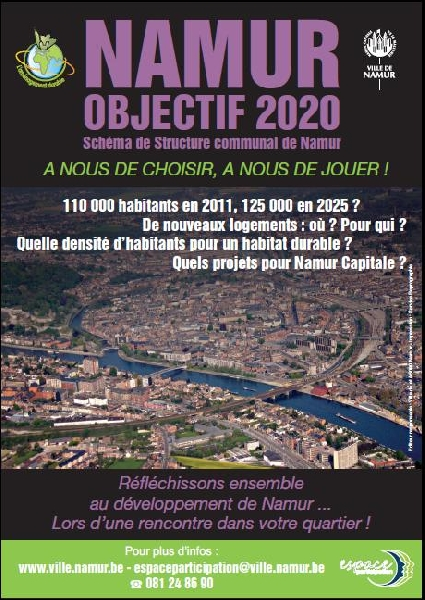 NAMUR
VILLE DE
NAMUR
OBJECTIF 2020
Schéma de Structure communal de Namur
A NOUS DE CHOISIR, A NOUS DE JOUER !
110 000 habitants en 2011, 125 000 en 2025 ?
De nouveaux logements : où ? Pour qui ?
Quelle densité d'habitants pour un habitat durable ?
Quels projets pour Namur Capitale ?
Réfléchissons ensemble
au développement de Namur ...
Lors d'une rencontre dans votre quartier !
Pour plus d'infos :
www.ville.namur.be - espaceparticipation@ville.namur.be
☎ 081 24 86 90
espace